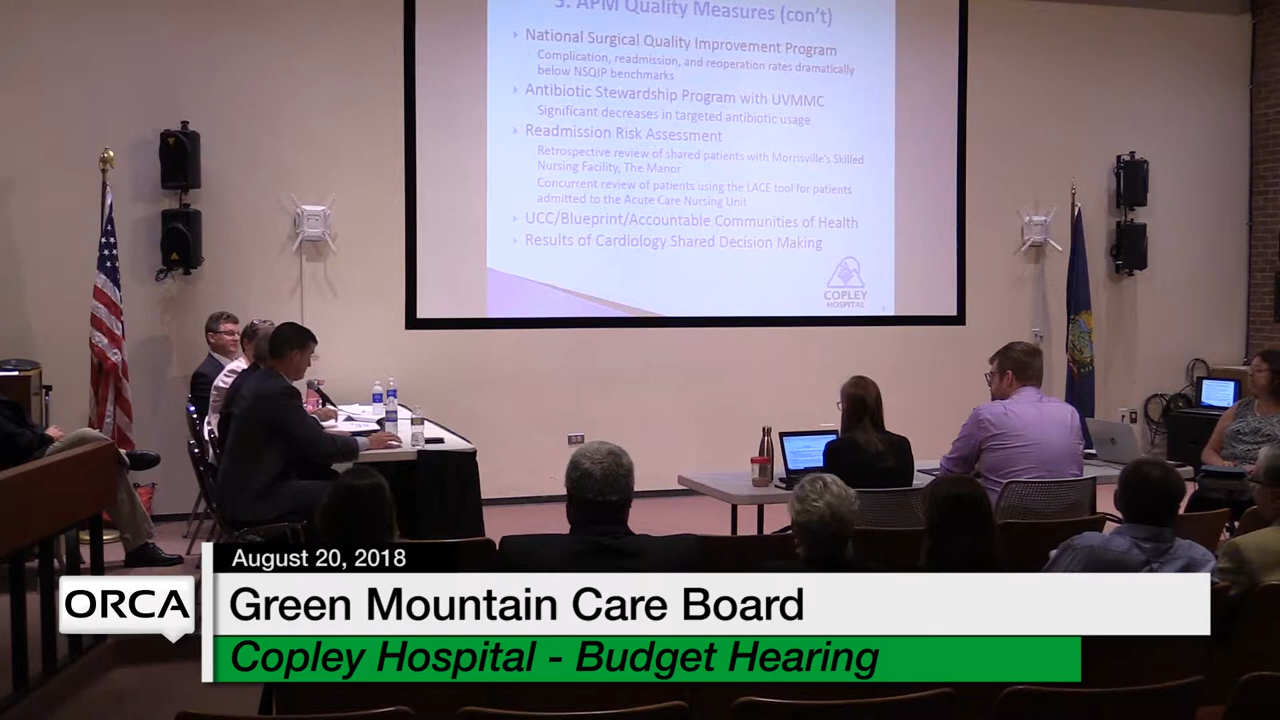 3. APM Quality Measures (con't)
National Surgical Quality Improvement Program
Complication, readmission, and reoperation rates dramatically
below NSQIP benchmarks
Antibiotic Stewardship Program with UVMMC
Significant decreases in targeted antibiotic usage
Readmission Risk Assessment
Retrospective review of shared patients with Morrisville's Skilled
Nursing Facility, The Manor
Concurrent review of patients using the LACE tool for patients
admitted to the Acute Care Nursing Unit
UCC/Blueprint/Accountable Communities of Health
Results of Cardiology Shared Decision Making
COPLEY
HOSPITAL
August 20, 2018
ORCA
Green Mountain Care Board
Copley Hospital - Budget Hearing